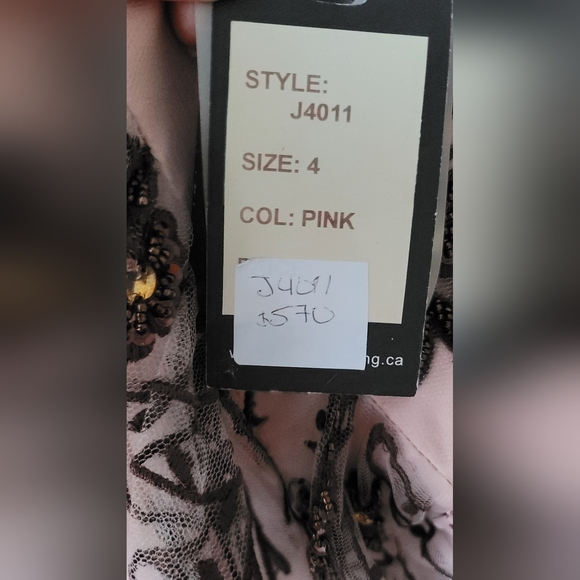 STYLE:
J4011
SIZE: 4
COL: PINK
J4011
$570
ng.ca